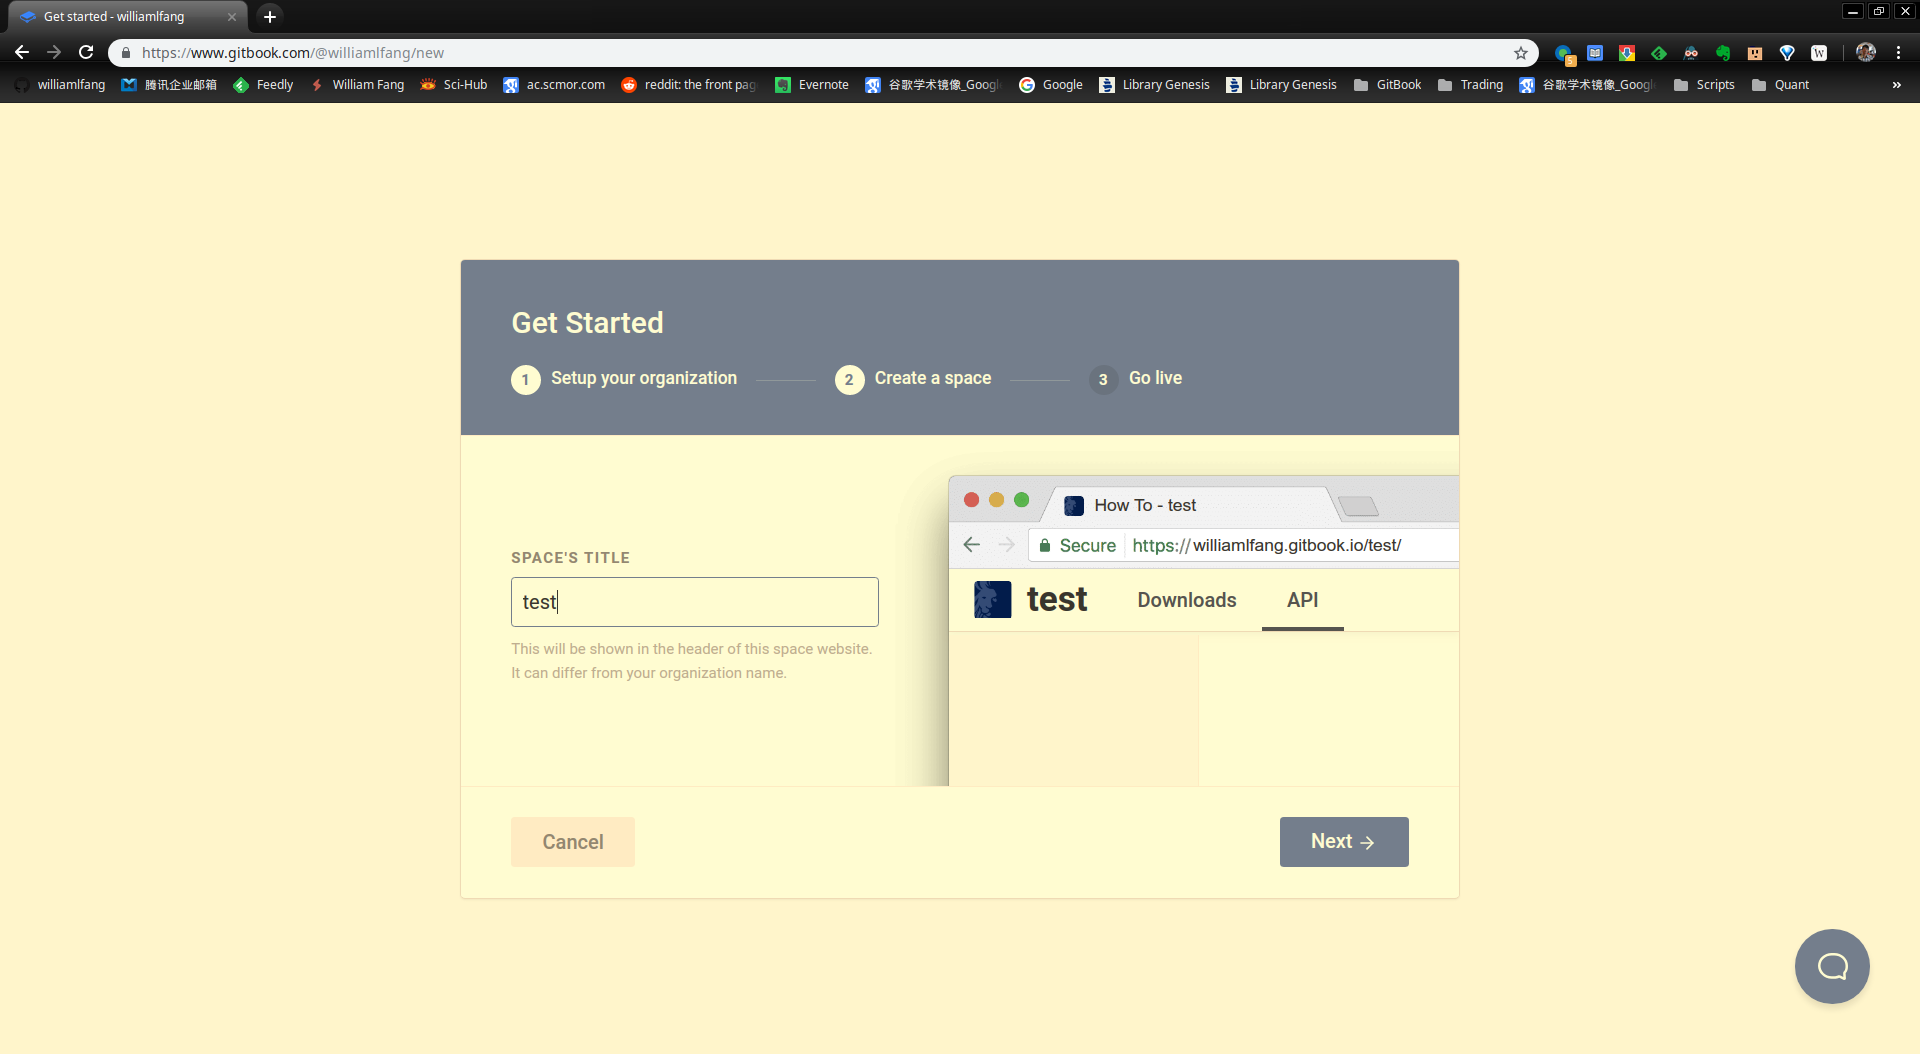 Get started - williamlfang
https://www.gitbook.com/@williamlfang/new
5
W
williamlfang
腾讯企业邮箱
Feedly
William Fang
Sci-Hub
ac.scmor.com
reddit: the front pag
Evernote
谷歌学术镜像_Googl
Google
Library Genesis
Library Genesis
GitBook
Trading
谷歌学术镜像_Googl
Scripts
Quant
»
Get Started
1 Setup your organization
2 Create a space
3 Go live
SPACE'S TITLE
test
This will be shown in the header of this space website.
It can differ from your organization name.
How To - test
Secure https://williamlfang.gitbook.io/test/
test Downloads API
Cancel
Next →